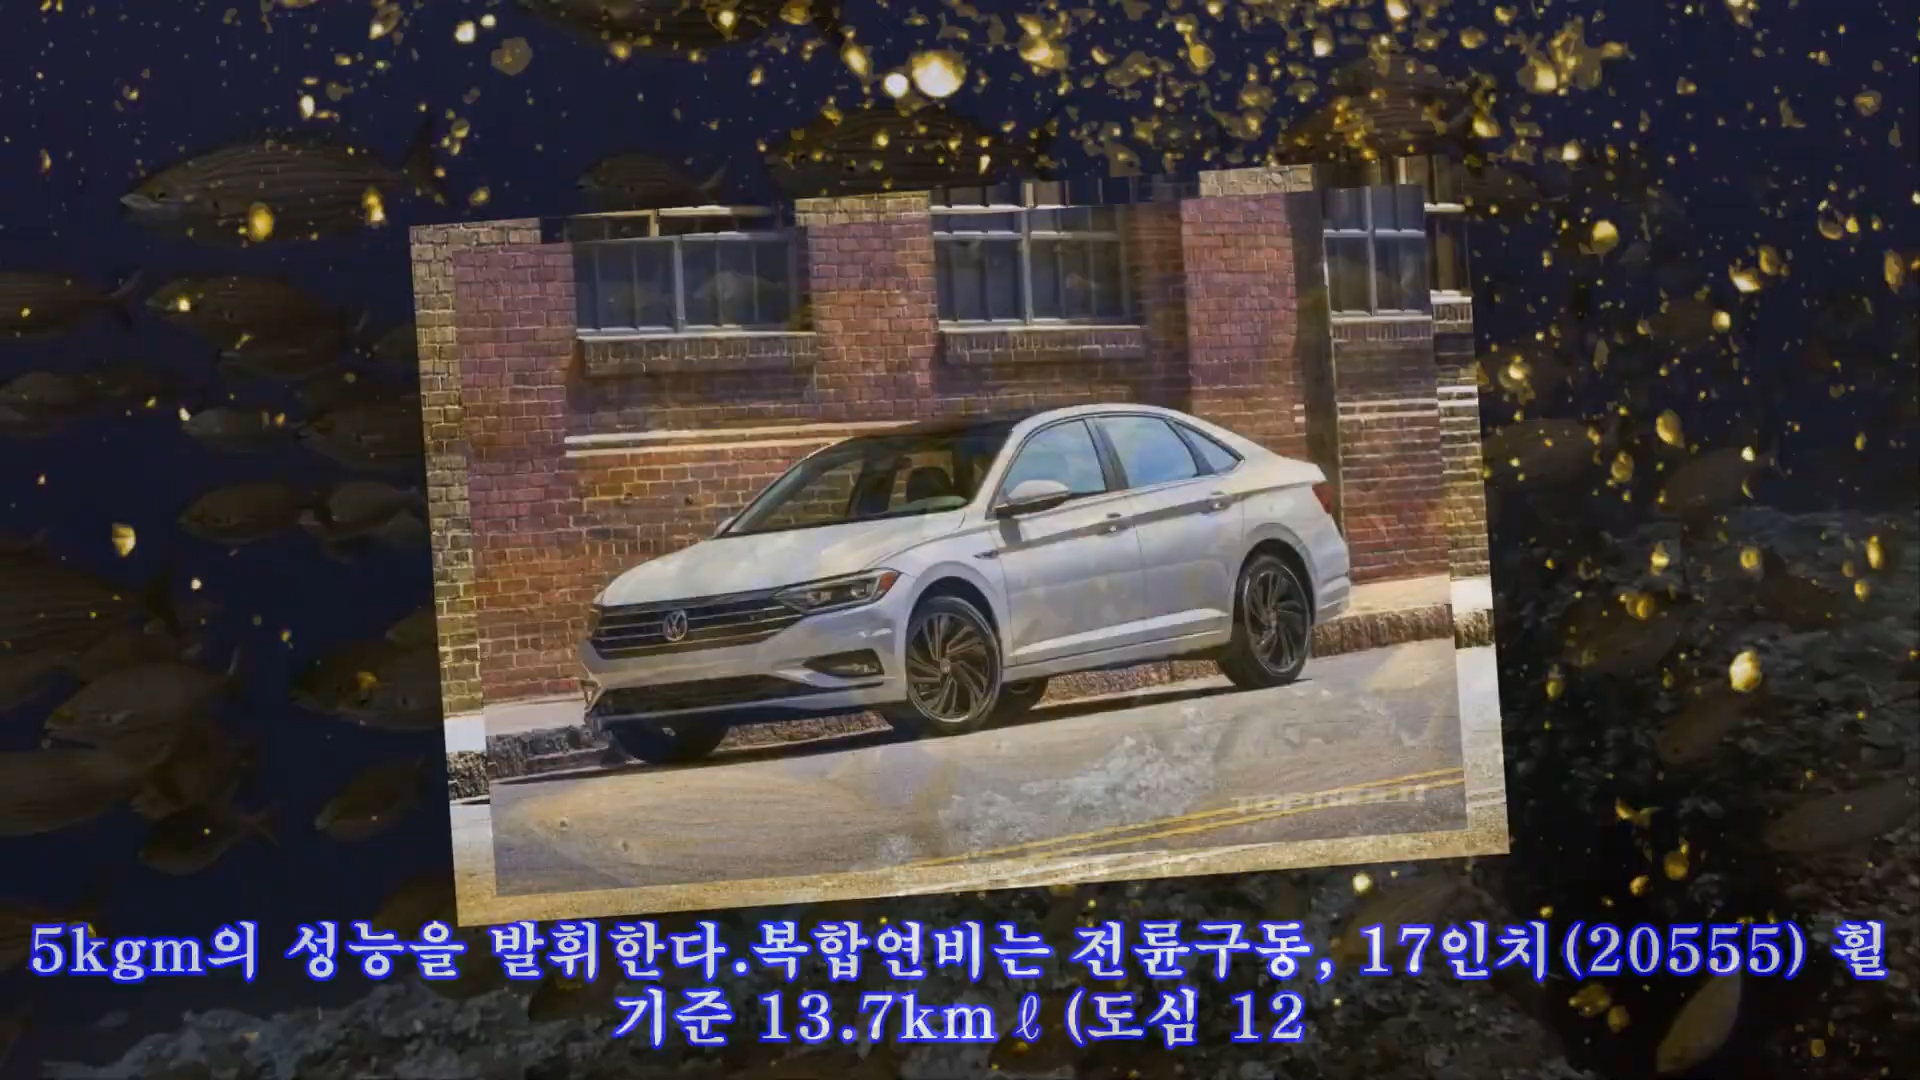 5kgm의 성능을 발휘한다.복합연비는 전륜구동, 17인치(20555) 휠
기준 13.7kmℓ(도심 12